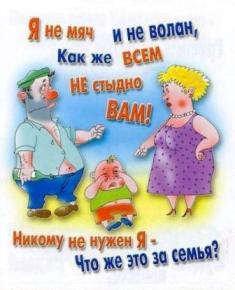 Я не мяч и не волан,
Как же ВСЕМ
НЕ стыдно
ВАМ!
Никому не нужен Я -
Что же это за семья?